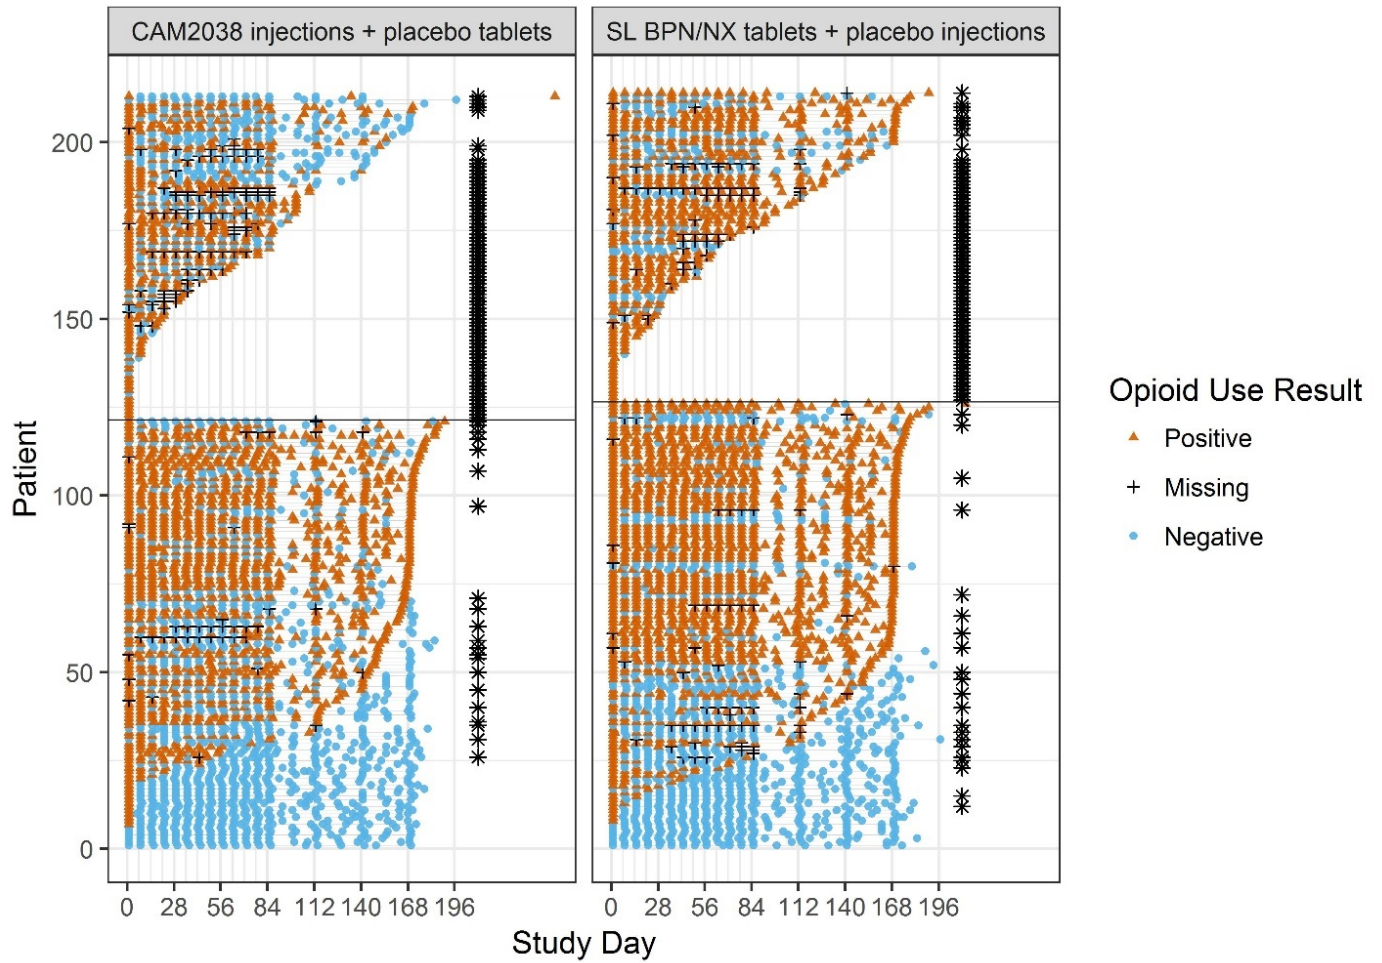 CAM2038 injections + placebo tablets
SL BPN/NX tablets + placebo injections
200
150
100
50
0
Patient
0 28 56 84 112 140 168 196
0 28 56 84 112 140 168 196
Study Day
Opioid Use Result
Positive
Missing
Negative